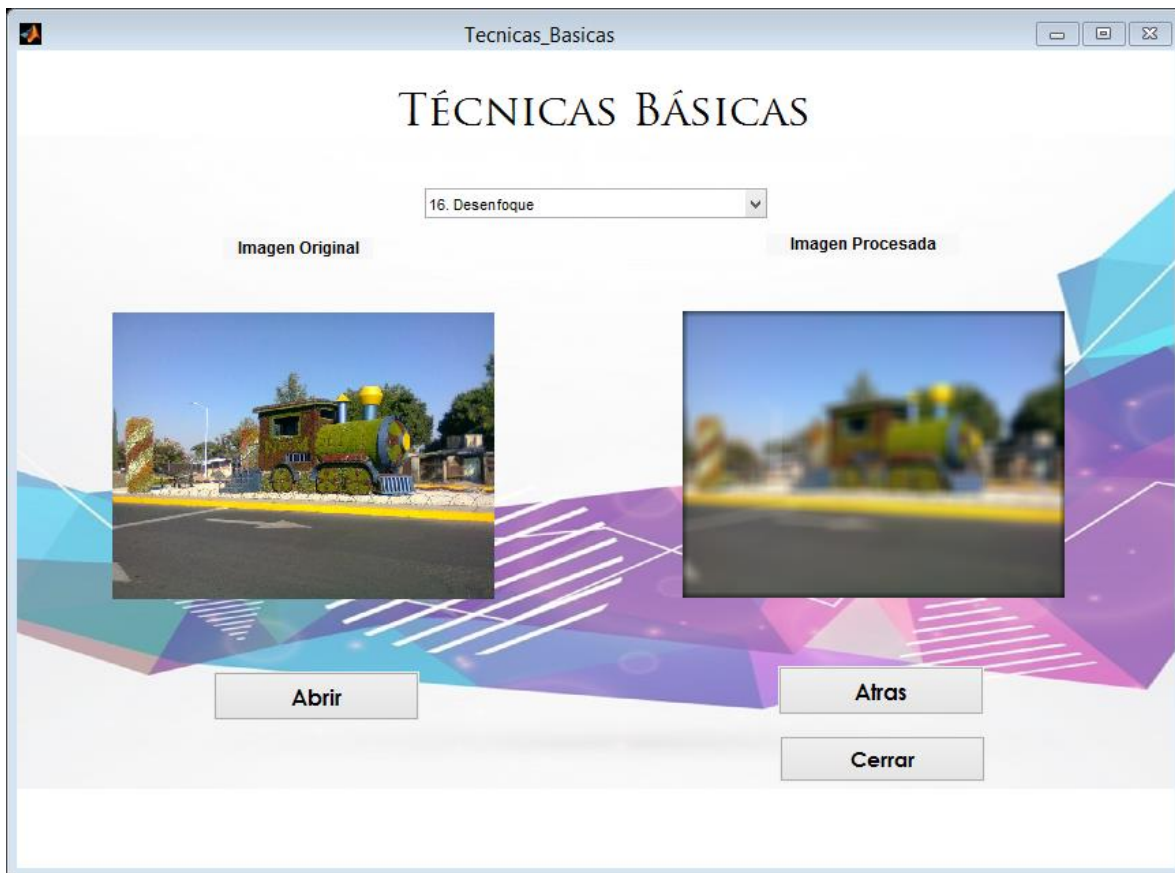 Tecnicas_Basicas
TÉCNICAS BÁSICAS
16. Desenfoque
Imagen Original
Imagen Procesada
Abrir
Atras
Cerrar